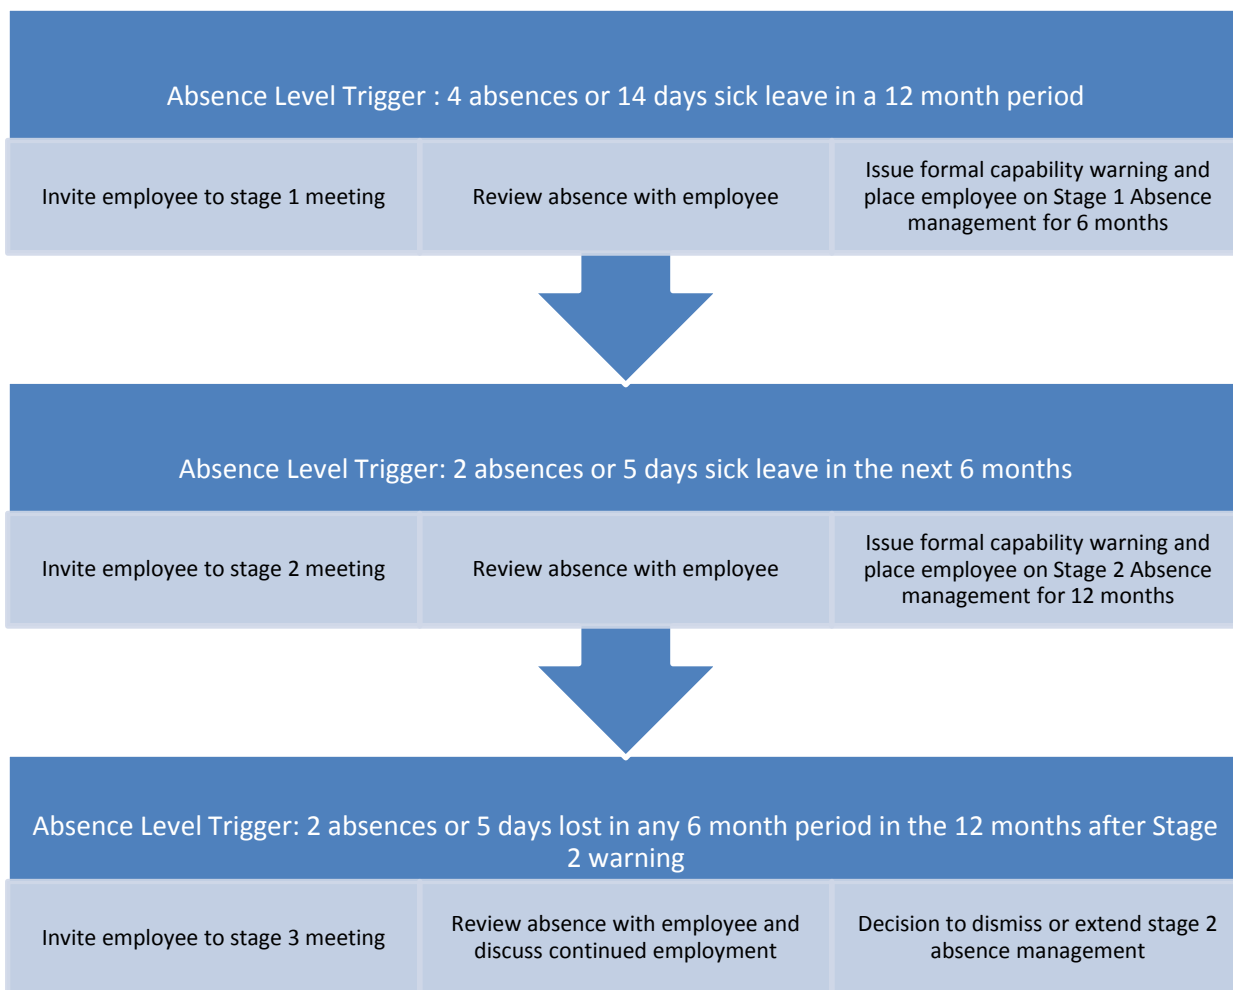 Absence Level Trigger : 4 absences or 14 days sick leave in a 12 month period
Invite employee to stage 1 meeting
Review absence with employee
Issue formal capability warning and
place employee on Stage 1 Absence
management for 6 months
Absence Level Trigger: 2 absences or 5 days sick leave in the next 6 months
Invite employee to stage 2 meeting
Review absence with employee
Issue formal capability warning and
place employee on Stage 2 Absence
management for 12 months
Absence Level Trigger: 2 absences or 5 days lost in any 6 month period in the 12 months after Stage
2 warning
Invite employee to stage 3 meeting
Review absence with employee and
discuss continued employment
Decision to dismiss or extend stage 2
absence management